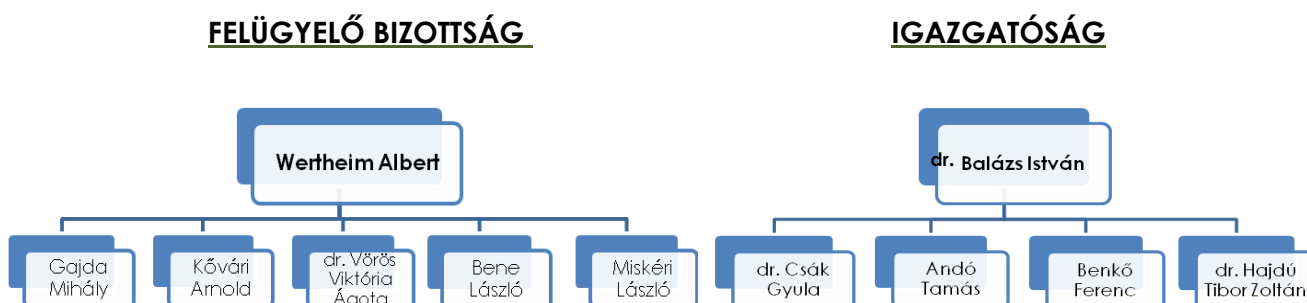 FELÜGYELŐ BIZOTTSÁG
Wertheim Albert
Gajda
Mihály
Kővári
Arnold
dr. Vörös
Viktória
Ágota
Bene
László
Miskéri
László
IGAZGATÓSÁG
dr. Balázs István
dr. Csák
Gyula
Andó
Tamás
Benkő
Ferenc
dr. Hajdú
Tibor Zoltán